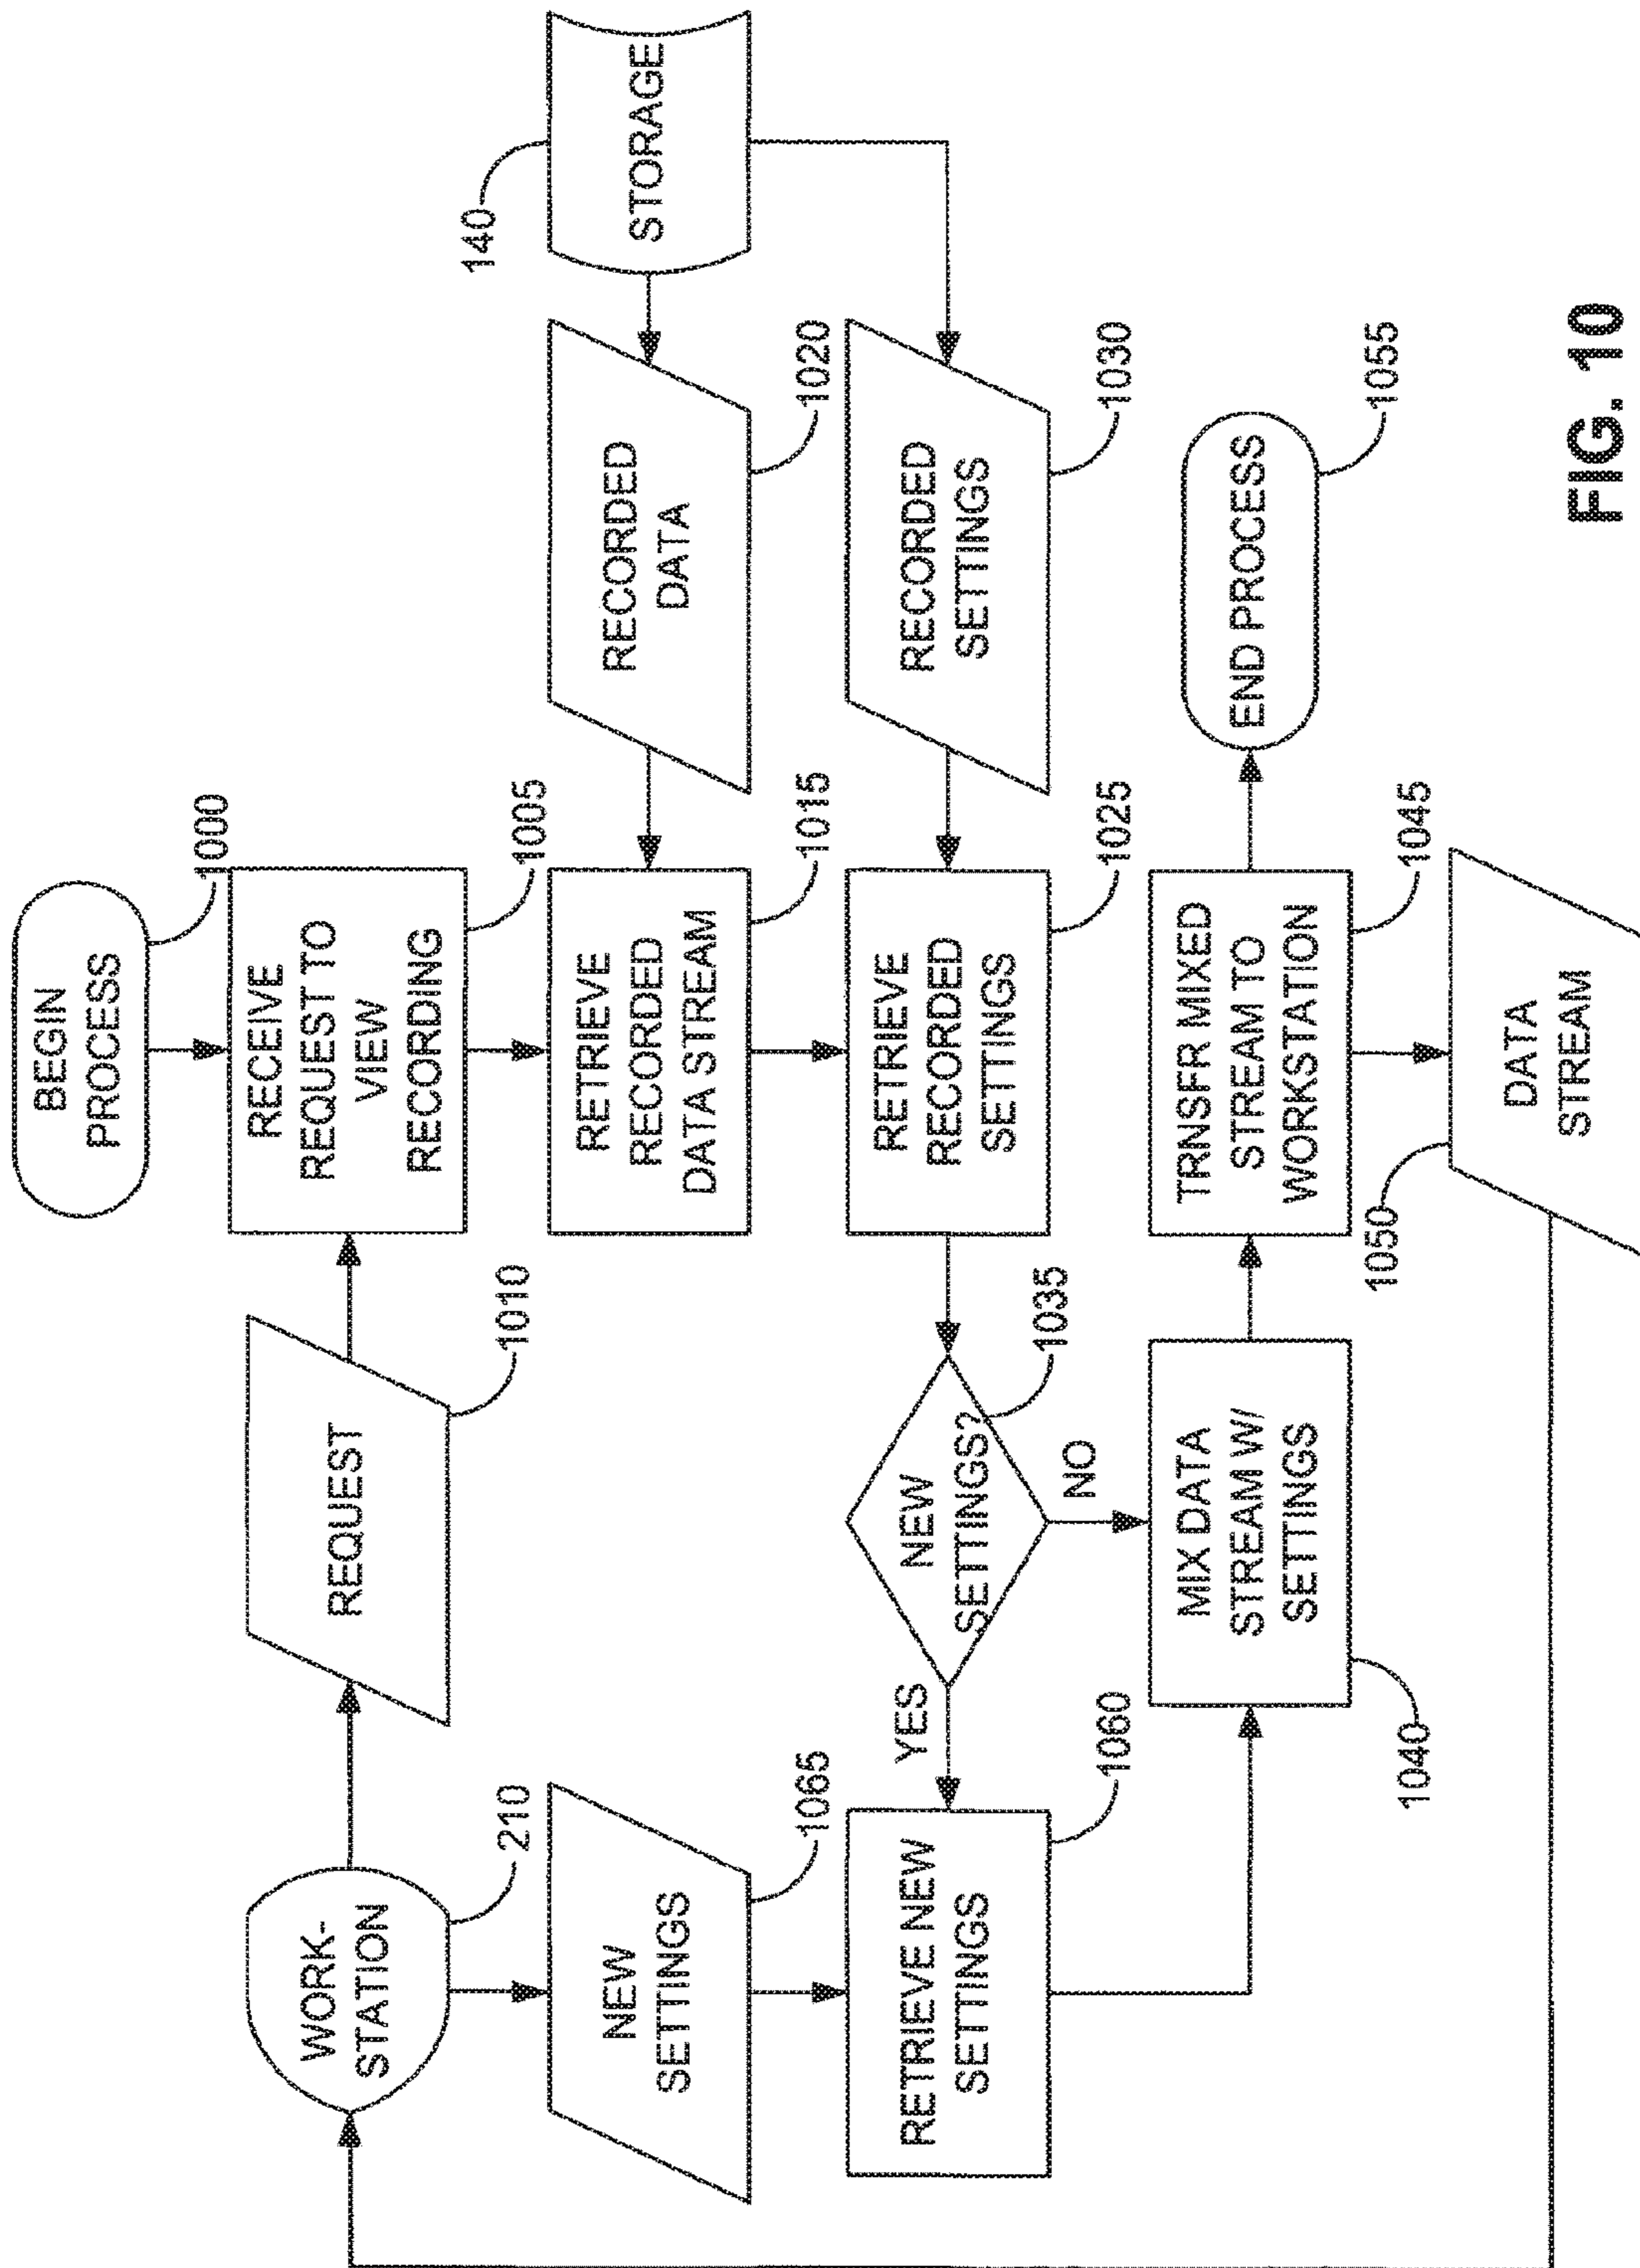 BEGIN
PROCESS
1000
WORK-
STATION
210
REQUEST
1010
RECEIVE
REQUEST TO
VIEW
RECORDING
1005
140
STORAGE
NEW
SETTINGS
1065
RETRIEVE
RECORDED
DATA STREAM
1015
RECORDED
DATA
1020
RETRIEVE NEW
SETTINGS
1060
YES
NEW
SETTINGS?
1035
NO
RETRIEVE
RECORDED
SETTINGS
1025
RECORDED
SETTINGS
1030
MIX DATA
STREAM W/
SETTINGS
1040
TRNSFR MIXED
STREAM TO
WORKSTATION
1045
END PROCESS
1055
1050
DATA
STREAM
FIG. 10